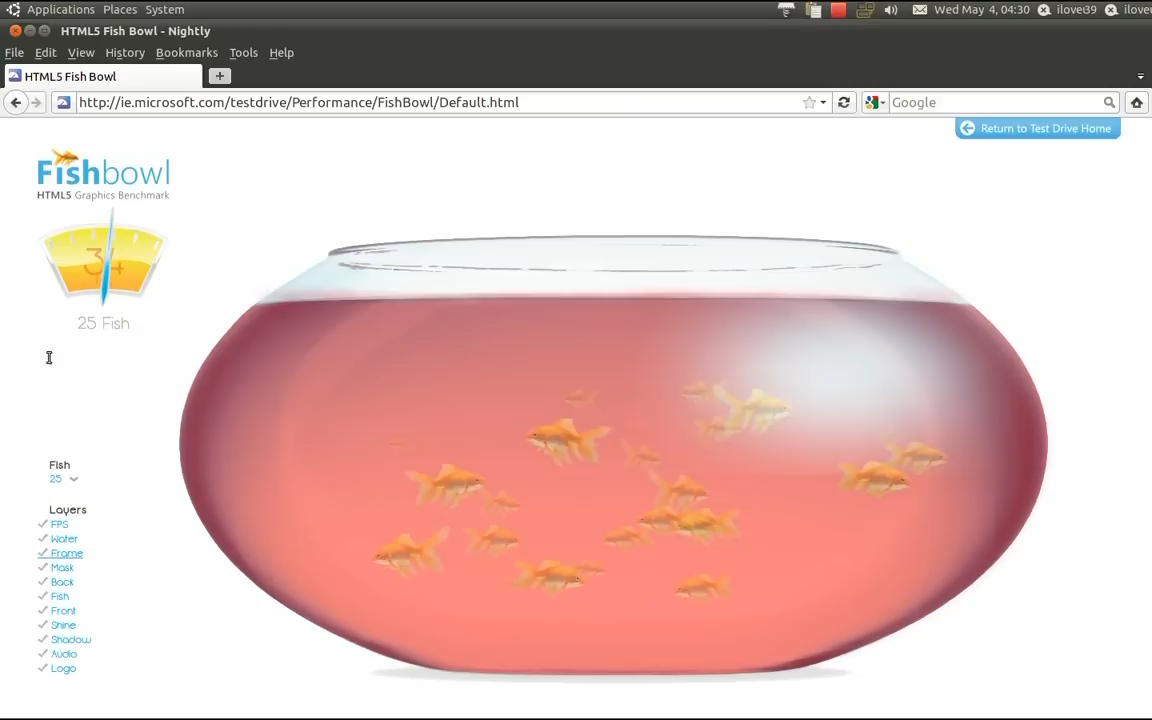 Applications Places System
Wed May 4, 04:30 ilove39
HTML5 Fish Bowl - Nightly
File Edit View History Bookmarks Tools Help
HTML5 Fish Bowl
http://ie.microsoft.com/testdrive/Performance/FishBowl/Default.html
Google
Return to Test Drive Home
Fishbowl
HTML5 Graphics Benchmark
34
25 Fish
Fish
25
Layers
FPS
Water
Frame
Mask
Back
Fish
Front
Shine
Shadow
Audio
Logo